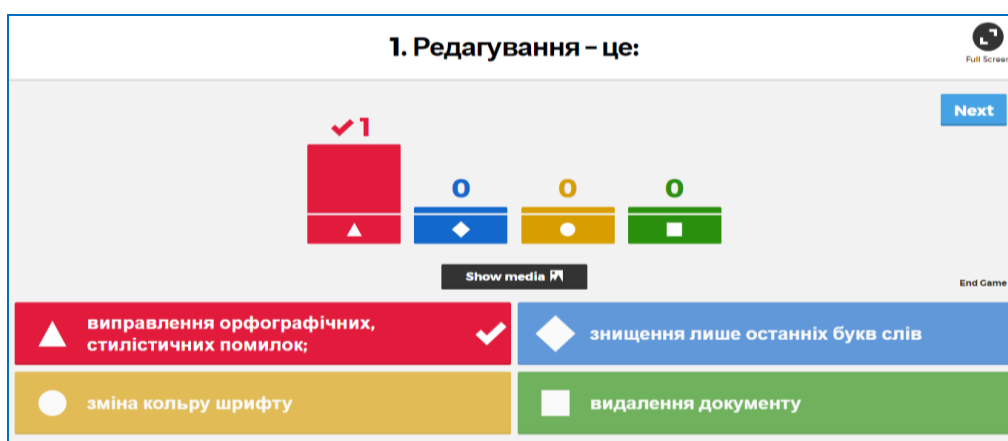 1. Редагування – це:
Full Screen
Next
1
0
0
0
Show media
End Game
виправлення орфографічних,
стилістичних помилок;
знищення лише останніх букв слів
зміна кольру шрифту
видалення документу